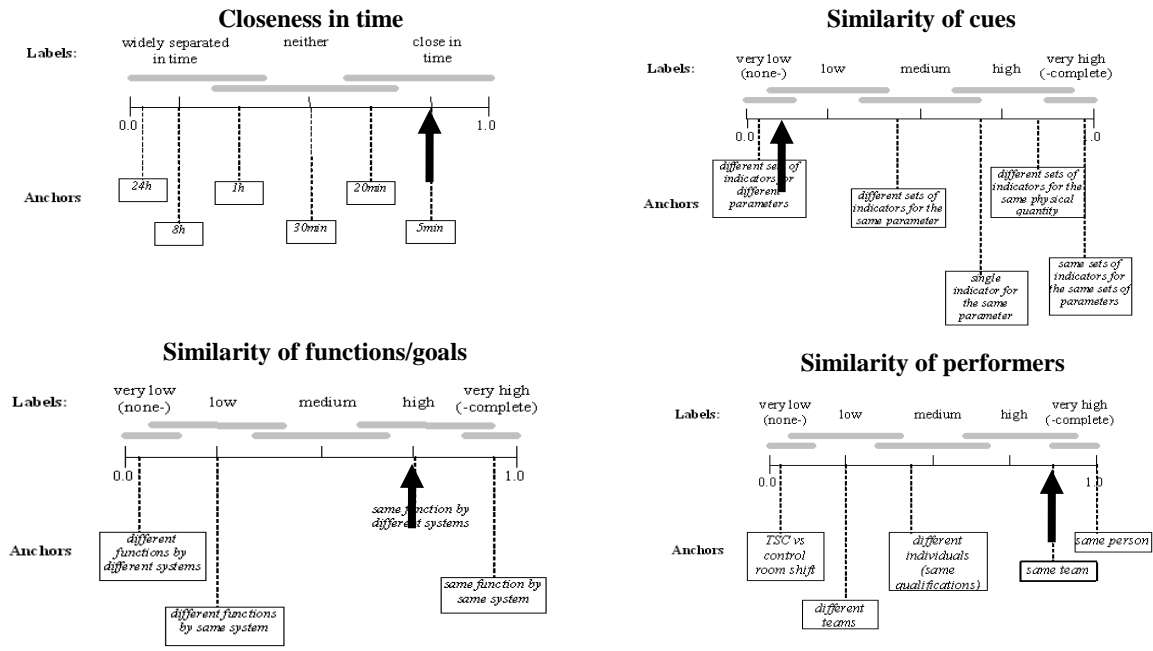 Closeness in time
Labels:
widely separated
in time
neither
close in
time
0.0
1.0
Anchors
24h
8h
1h
30min
20min
5min
Similarity of cues
Labels:
very low
(none-)
low
medium
high
very high
(-complete)
0.0
1.0
Anchors
different sets of
indicators for
different
parameters
different sets of
indicators for the
same parameter
single
indicator for
the same
parameter
different sets of
indicators for the
same physical
quantity
same sets of
indicators for
the same sets of
parameters
Similarity of functions/goals
Labels:
very low
(none-)
low
medium
high
very high
(-complete)
0.0
1.0
Anchors
different
functions by
different systems
different functions
by same system
same function by
different systems
same function by
same system
Similarity of performers
Labels:
very low
(none-)
low
medium
high
very high
(-complete)
0.0
1.0
Anchors
TSC vs
control
room shift
different
teams
different
individuals
(same
qualifications)
same team
same person